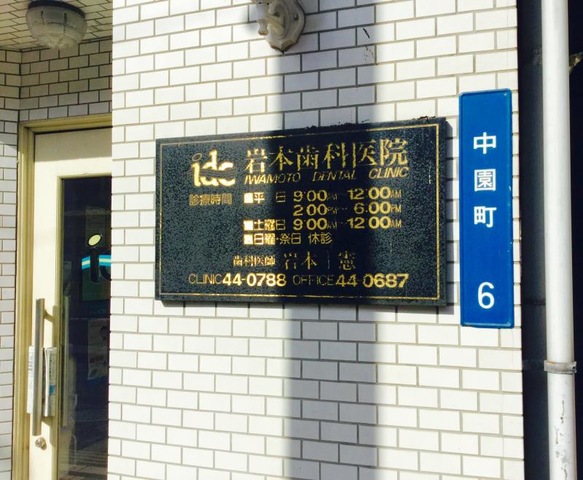 idc 岩本歯科医院
IWAMOTO DENTAL CLINIC
診療時間 ■平 日 9:00AM~12:00AM
2:00PM~6:00PM
■土曜日 9:00AM~12:00AM
■日曜・祭日 休診
歯科医師 岩本 憲
CLINIC 44-0788 OFFICE 44-0687
中園町 6